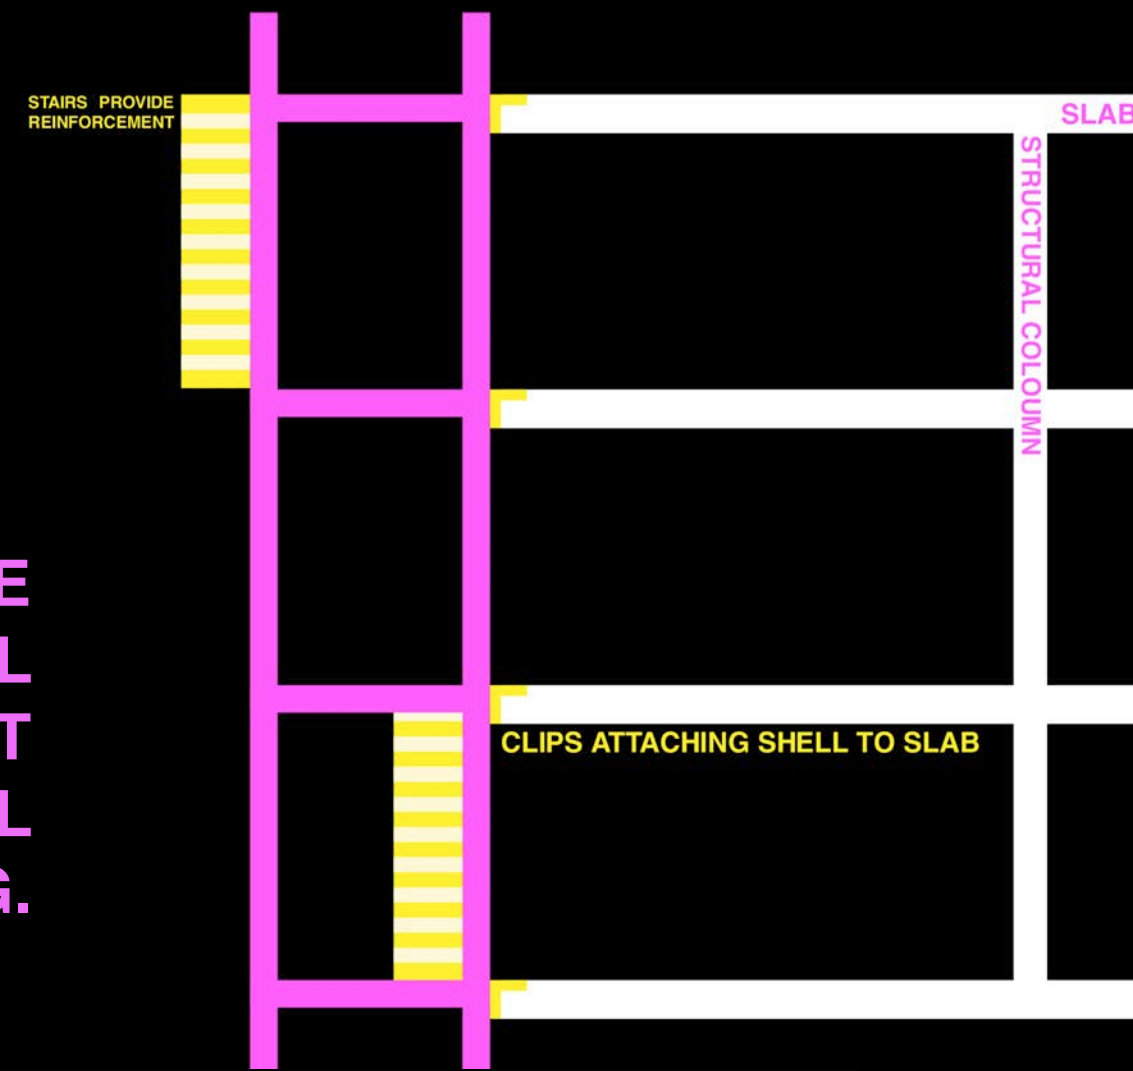 STAIRS PROVIDE
REINFORCEMENT
SLAB
STRUCTURAL COLOUMN
CLIPS ATTACHING SHELL TO SLAB